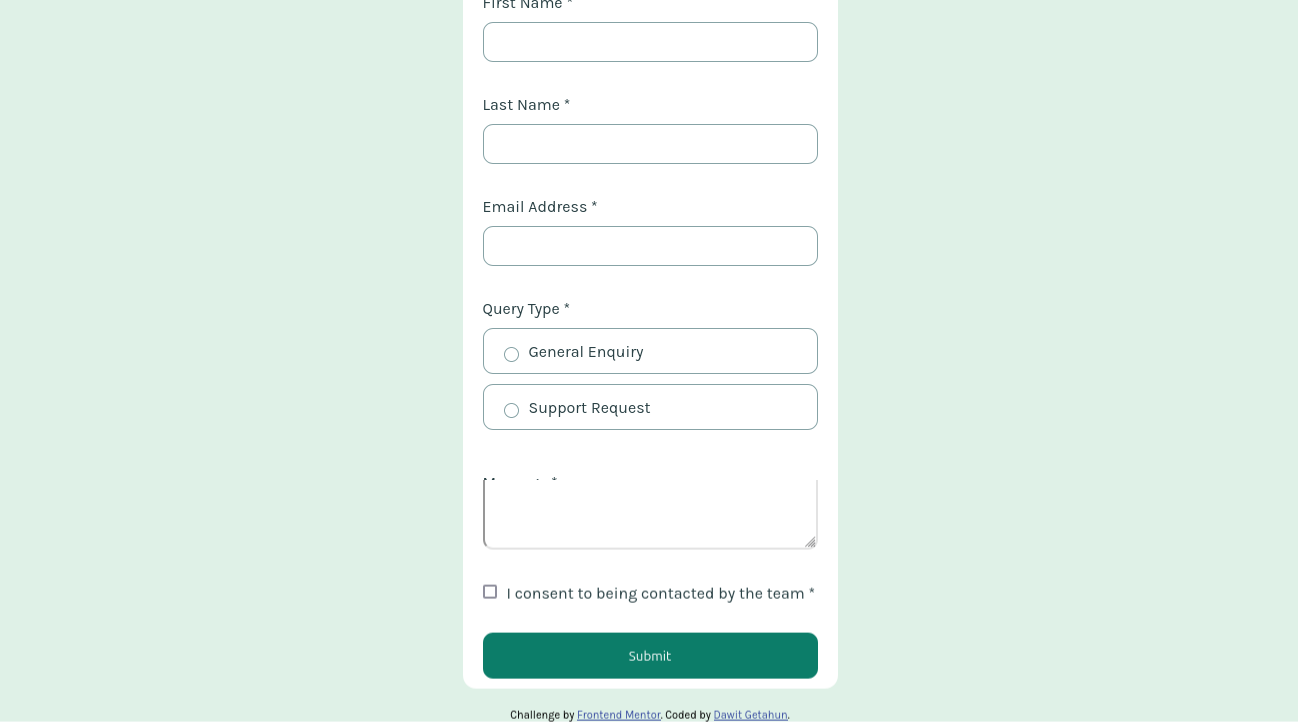 First Name *
Last Name *
Email Address *
Query Type *
General Enquiry
Support Request
I consent to being contacted by the team *
Submit
Challenge by Frontend Mentor. Coded by Dawit Getahun.